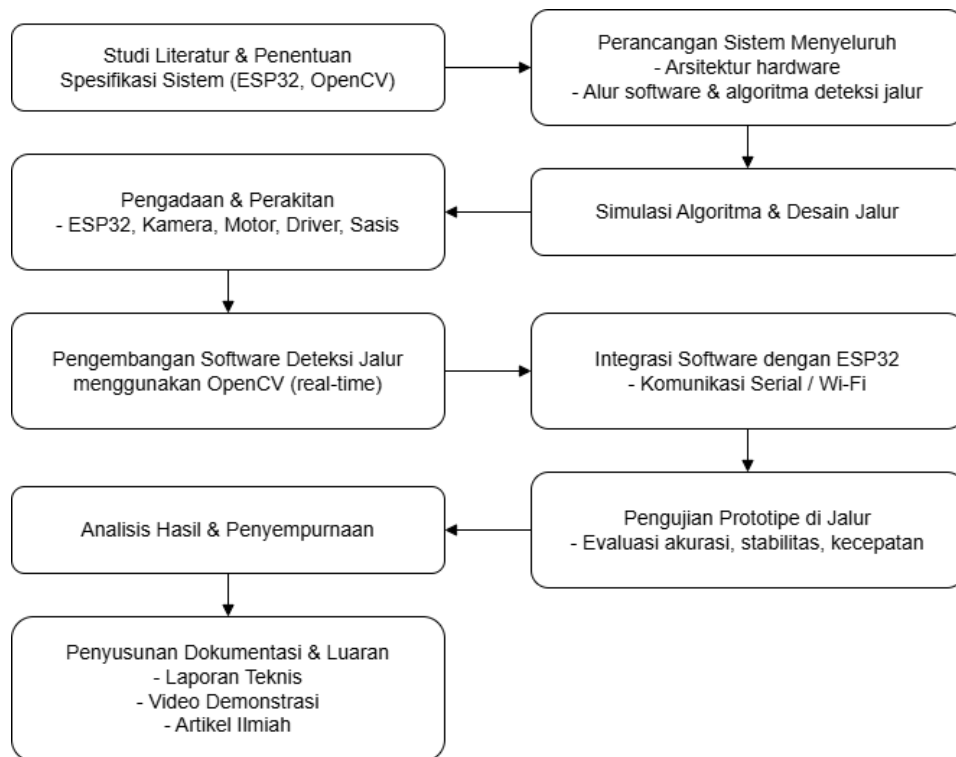 Studi Literatur & Penentuan
Spesifikasi Sistem (ESP32, OpenCV)
Perancangan Sistem Menyeluruh
- Arsitektur hardware
- Alur software & algoritma deteksi jalur
Simulasi Algoritma & Desain Jalur
Pengadaan & Perakitan
- ESP32, Kamera, Motor, Driver, Sasis
Pengembangan Software Deteksi Jalur
menggunakan OpenCV (real-time)
Integrasi Software dengan ESP32
- Komunikasi Serial / Wi-Fi
Pengujian Prototipe di Jalur
- Evaluasi akurasi, stabilitas, kecepatan
Analisis Hasil & Penyempurnaan
Penyusunan Dokumentasi & Luaran
- Laporan Teknis
- Video Demonstrasi
- Artikel Ilmiah